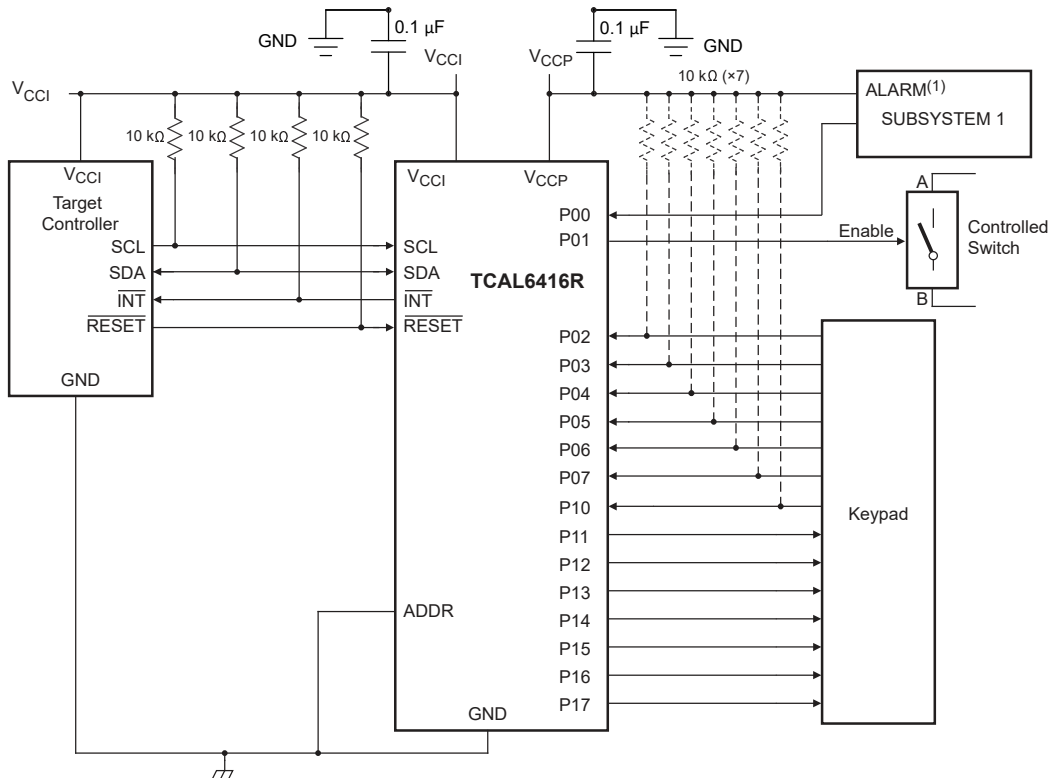 0.1 µF
GND
VCCI
0.1 µF
GND
VCCP
VCCI
10 kΩ (×7)
10 kΩ
10 kΩ
10 kΩ
10 kΩ
ALARM(1)
SUBSYSTEM 1
VCCI
Target
Controller
SCL
SDA
INT
RESET
GND
VCCI
VCCP
SCL
SDA
INT
RESET
TCAL6416R
ADDR
GND
P00
P01
P02
P03
P04
P05
P06
P07
P10
P11
P12
P13
P14
P15
P16
P17
Enable
A
B
Controlled
Switch
Keypad